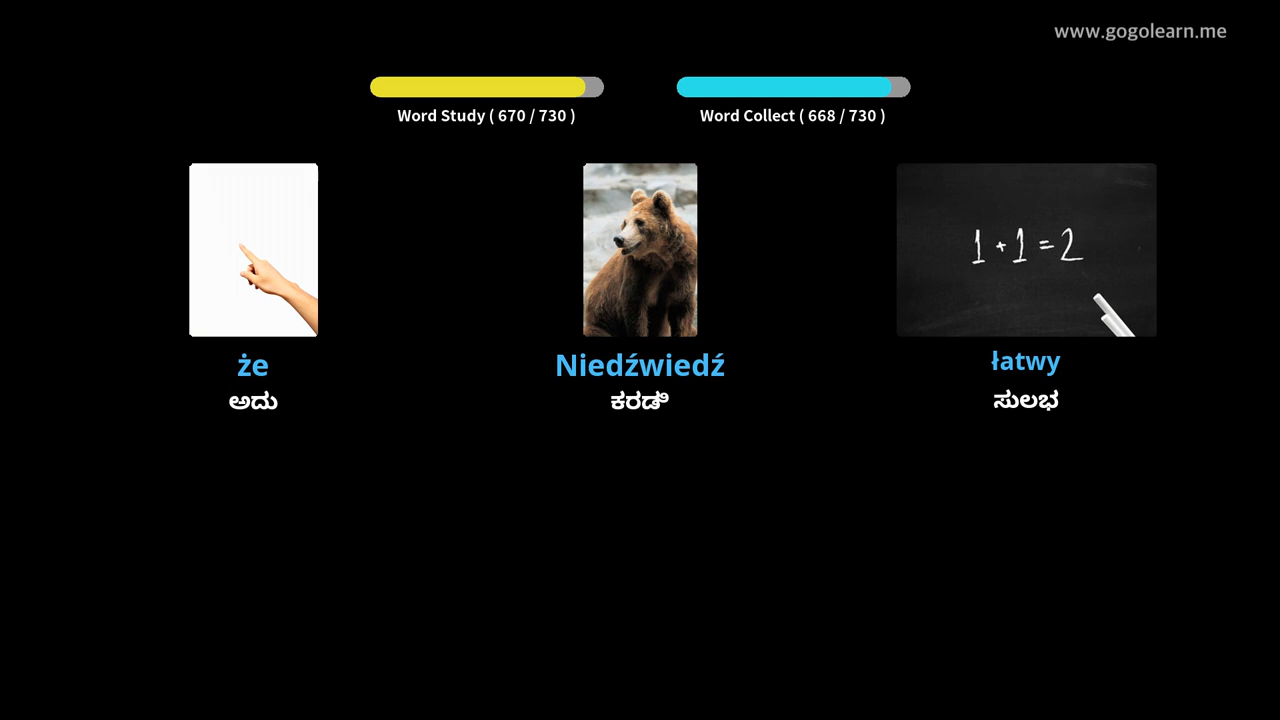 www.gogolearn.me
Word Study ( 670 / 730 )
Word Collect ( 668 / 730 )
1 + 1 = 2
że
Niedźwiedź
łatwy
ಅದು
ಕರಡಿ
ಸುಲಭ